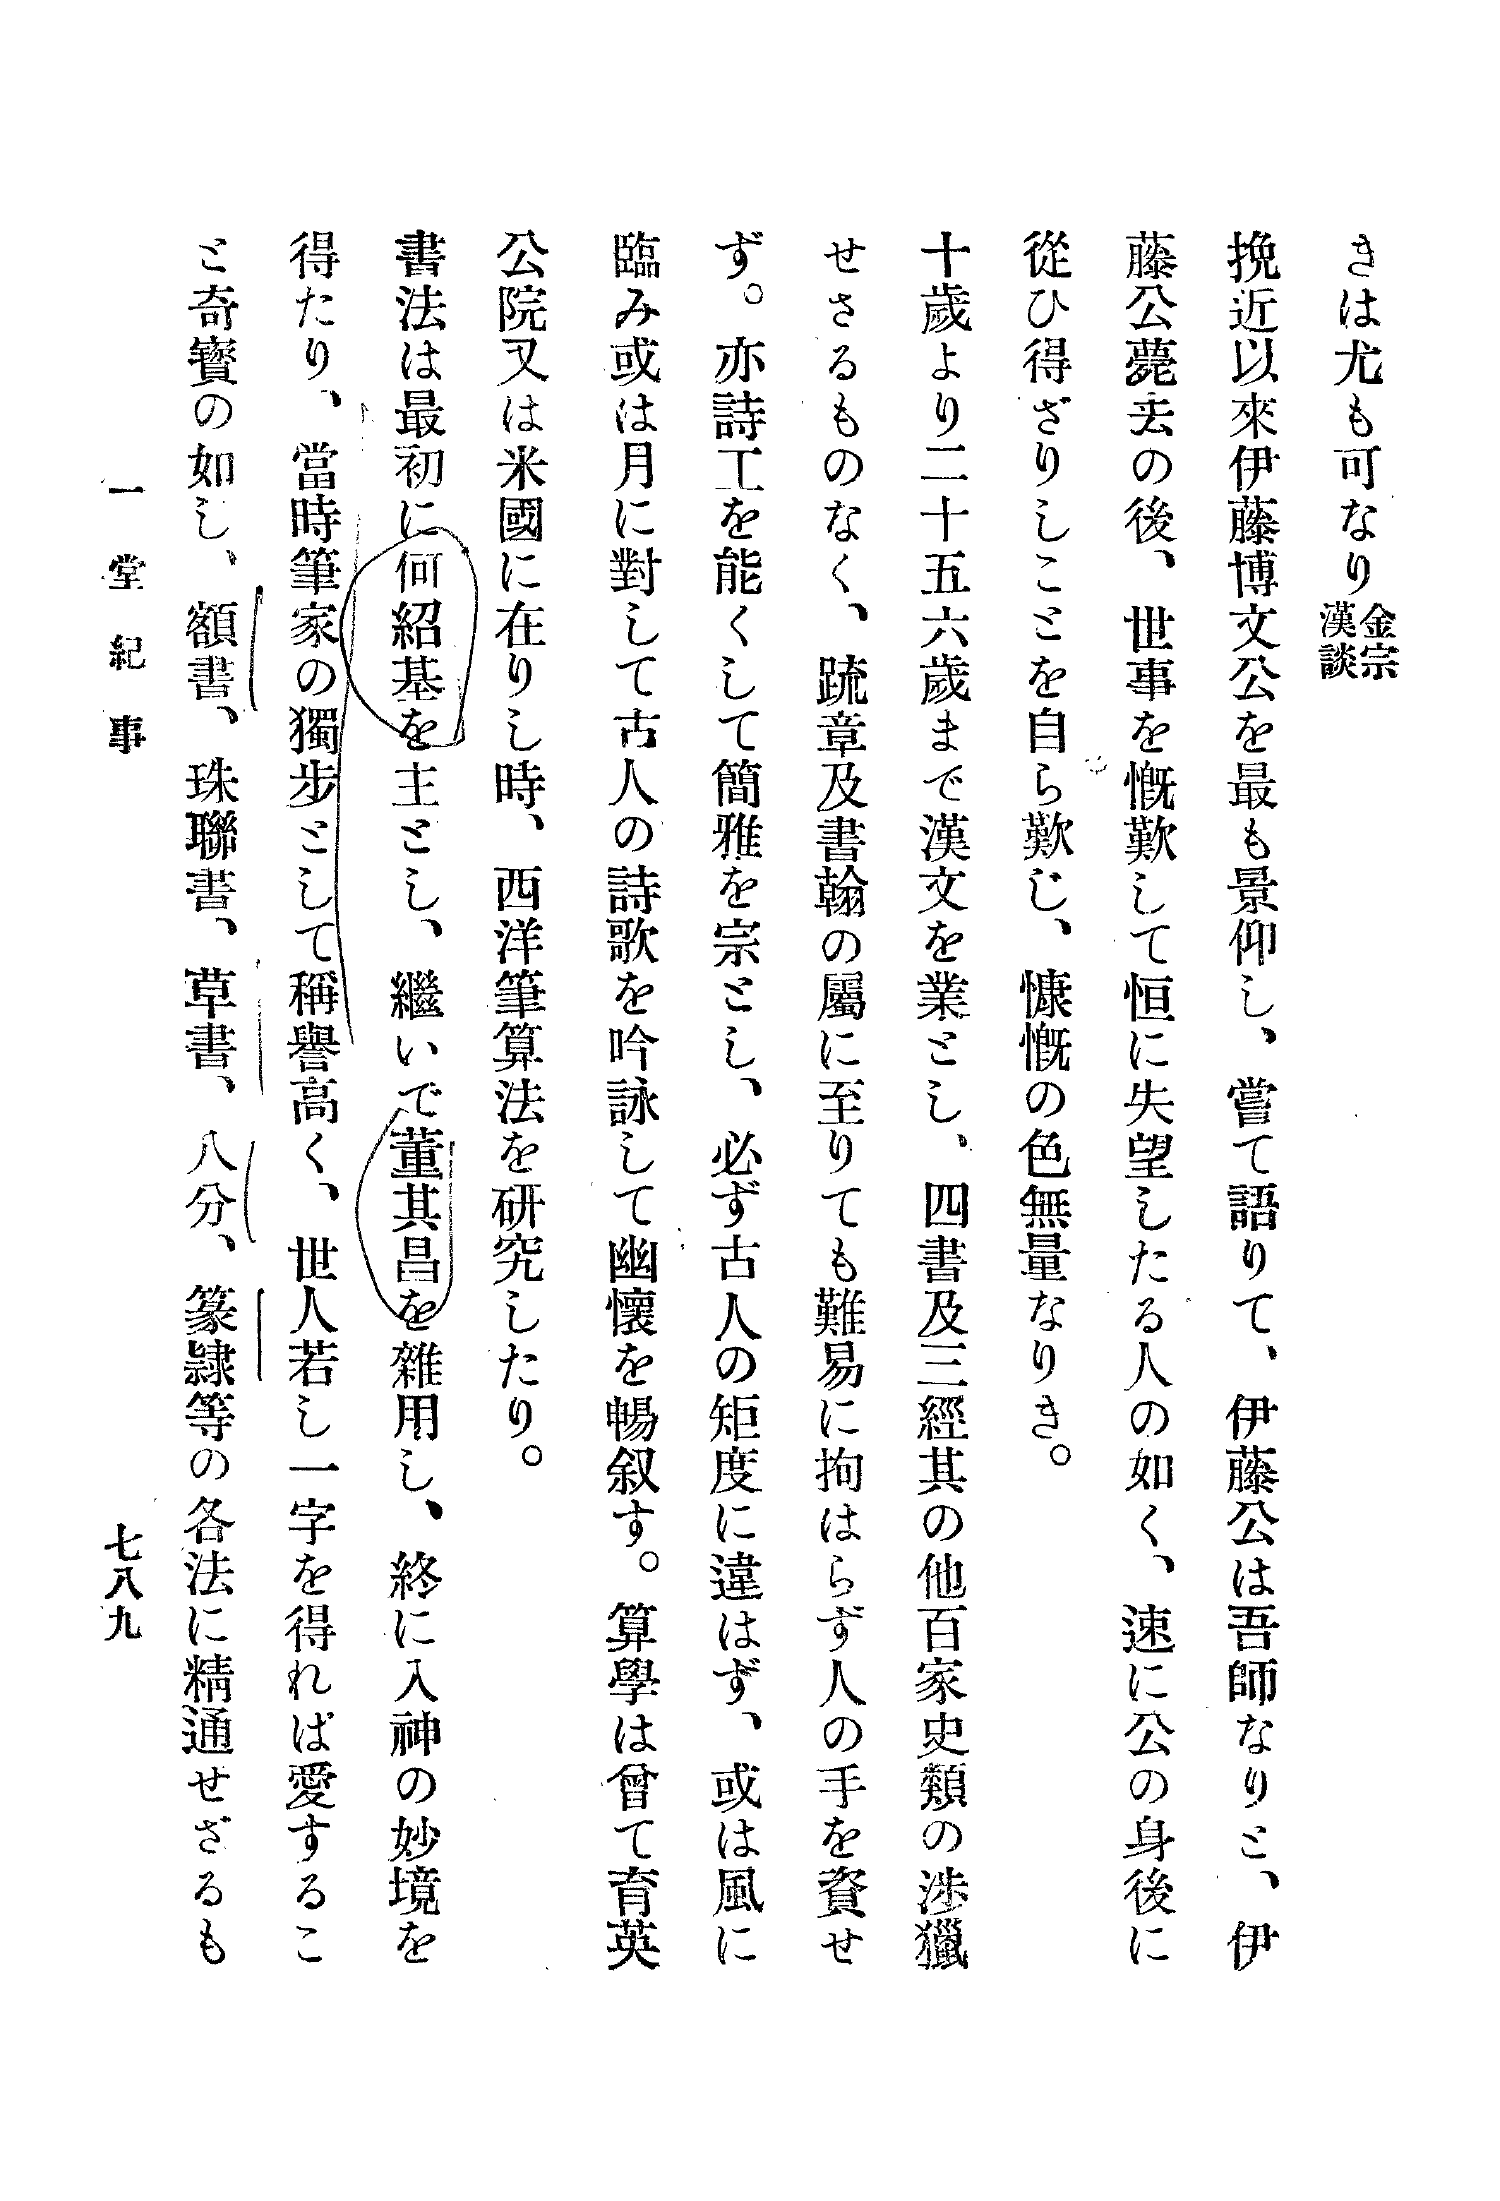 きは尤も可なり金宗漢談
挽近以來伊藤博文公を最も景仰し、嘗て語りて、伊藤公は吾師なりと、伊
藤公薨去の後、世事を慨歎して恒に失望したる人の如く、速に公の身後に
從ひ得ざりしことを自ら歎じ、慷慨の色無量なりき。
十歲より二十五六歲まで漢文を業とし、四書及三經其の他百家史類の涉獵
せさるものなく、䟽章及書翰の屬に至りても難易に拘はらず人の手を資せ
ず。亦詩工を能くして簡雅を宗とし、必ず古人の矩度に違はず、或は風に
臨み或は月に對して古人の詩歌を吟詠して幽懷を暢叙す。算學は曾て育英
公院又は米國に在りし時、西洋筆算法を研究したり。
書法は最初に何紹基を主とし、繼いで董其昌を雜用し、終に入神の妙境を
得たり、當時筆家の獨步として稱譽高く、世人若し一字を得れば愛するこ
と奇寶の如し、額書、珠聯書、草書、八分、篆隷等の各法に精通せざるも
一堂紀事
七八九